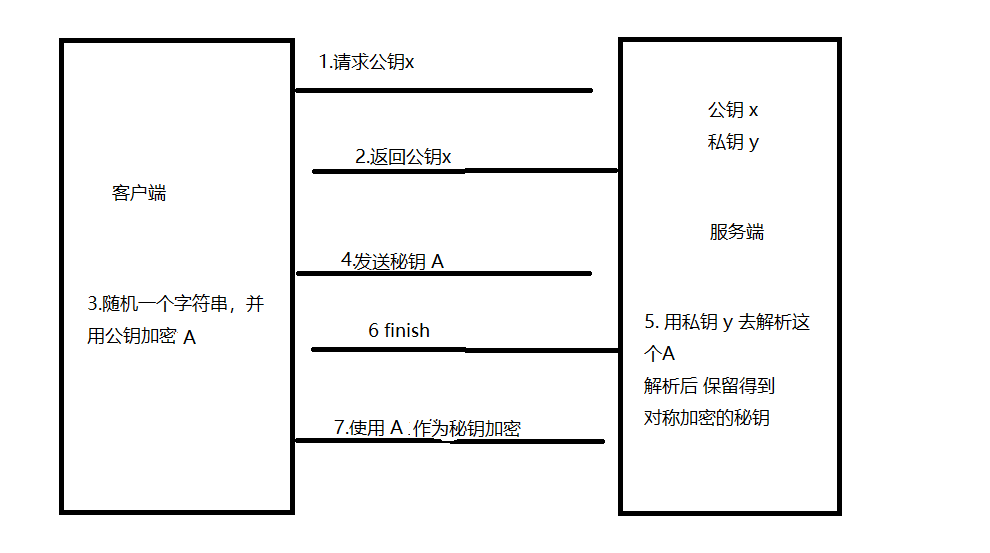 1.请求公钥x
公钥 x
私钥 y
2.返回公钥x
客户端
服务端
4.发送秘钥 A
3.随机一个字符串，并
用公钥加密 A
6 finish
5. 用私钥 y 去解析这
个A
解析后 保留得到
对称加密的秘钥
7.使用 A .作为秘钥加密